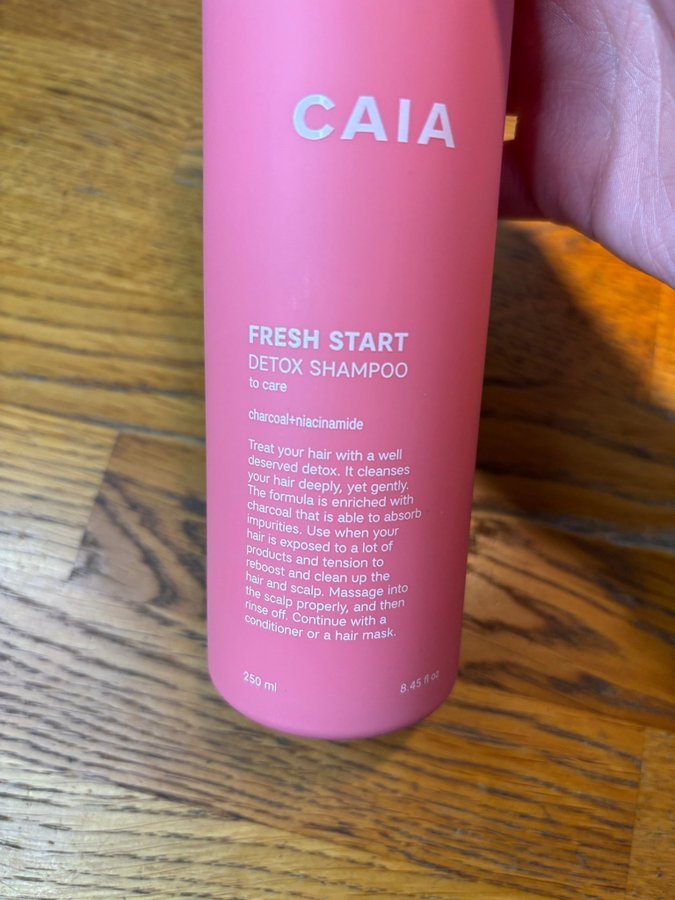 CAIA
FRESH START
DETOX SHAMPOO
to care
charcoal+niacinamide
Treat your hair with a well
deserved detox. It cleanses
your hair deeply, yet gently.
The formula is enriched with
charcoal that is able to absorb
impurities. Use when your
hair is exposed to a lot of
products and tension to
reboost and clean up the
hair and scalp. Massage into
the scalp properly, and then
rinse off. Continue with a
conditioner or a hair mask.
250 ml 8.45 fl oz